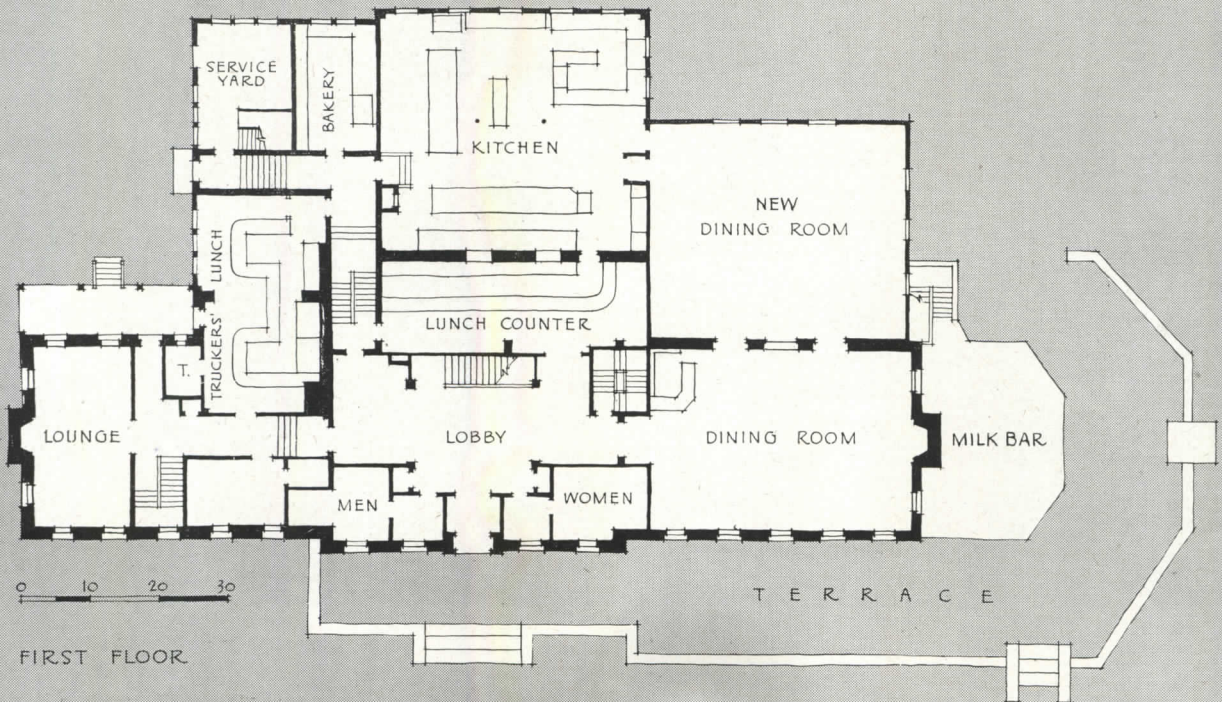 SERVICE
YARD
BAKERY
KITCHEN
NEW
DINING ROOM
TRUCKERS' LUNCH
LUNCH COUNTER
T.
LOUNGE
LOBBY
DINING ROOM
MILK BAR
MEN
WOMEN
0 10 20 30
TERRACE
FIRST FLOOR